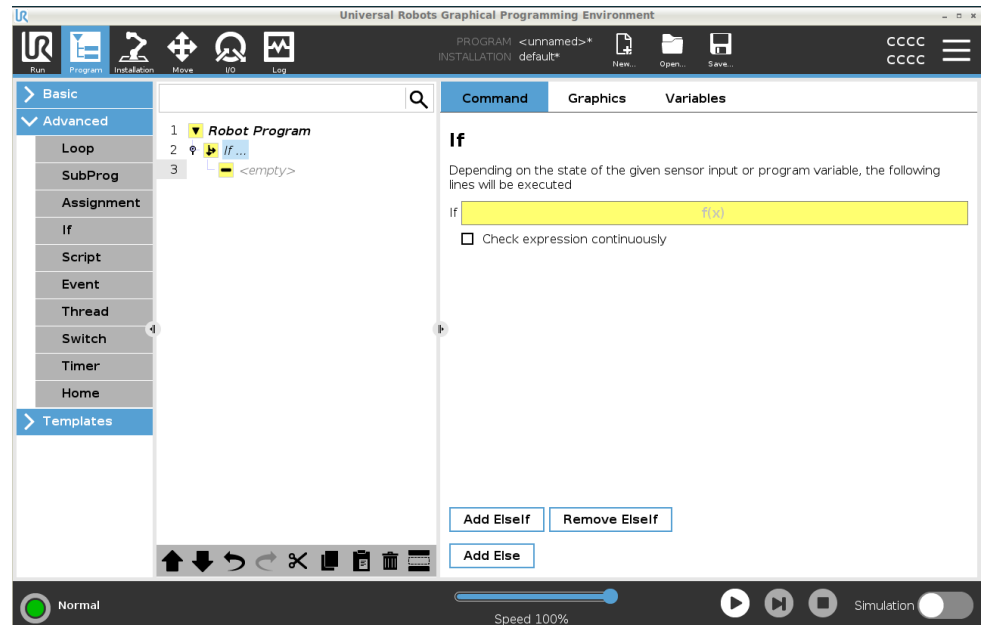 Universal Robots Graphical Programming Environment
PROGRAM <unnamed>*
INSTALLATION default*
Run
Program
Installation
Move
I/O
Log
New...
Open...
Save...
CCCC
CCCC
Basic
Advanced
Loop
SubProg
Assignment
If
Script
Event
Thread
Switch
Timer
Home
Templates
1 Robot Program
2 If ...
3 <empty>
Command Graphics Variables
If
Depending on the state of the given sensor input or program variable, the following
lines will be executed
If f(x)
Check expression continuously
Add ElseIf Remove ElseIf
Add Else
Normal
Speed 100%
Simulation